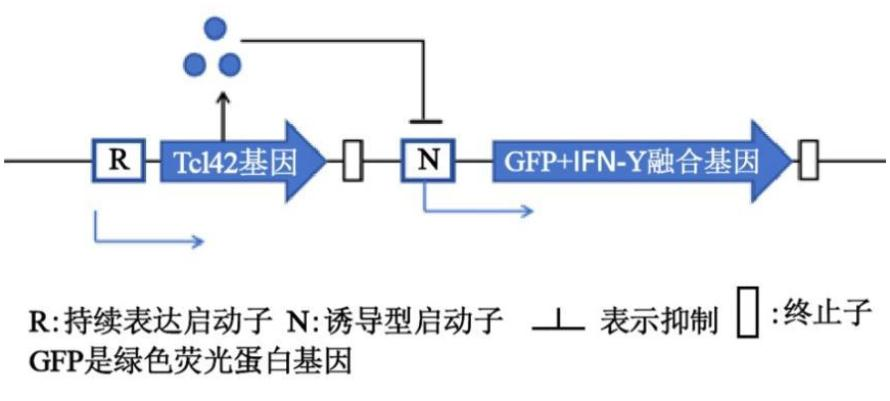 R Tcl42基因 N GFP+IFN-Y融合基因
R:持续表达启动子 N:诱导型启动子 表示抑制 :终止子
GFP是绿色荧光蛋白基因